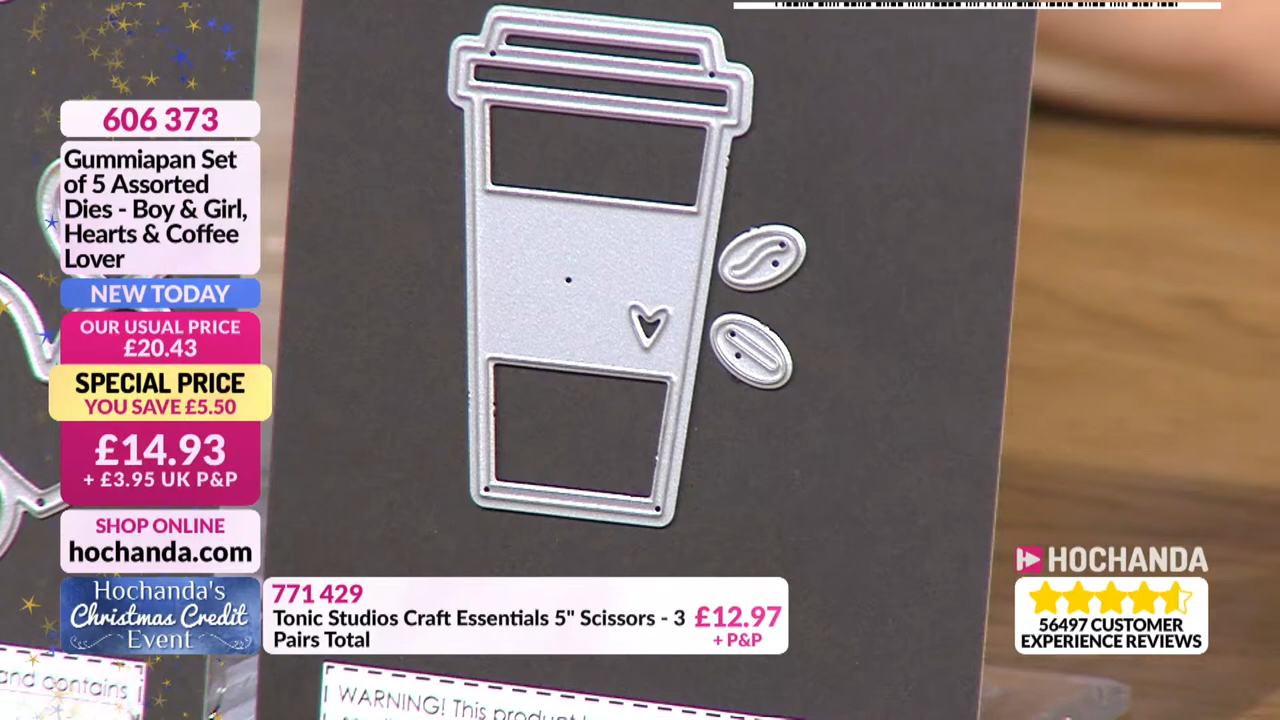 606 373
Gummiapan Set
of 5 Assorted
Dies - Boy & Girl,
Hearts & Coffee
Lover
NEW TODAY
OUR USUAL PRICE
£20.43
SPECIAL PRICE
YOU SAVE £5.50
£14.93
+ £3.95 UK P&P
SHOP ONLINE
hochanda.com
Hochanda's
Christmas Credit
Event
771 429
Tonic Studios Craft Essentials 5" Scissors - 3
Pairs Total
£12.97
+ P&P
HOCHANDA
56497 CUSTOMER
EXPERIENCE REVIEWS
and contains
WARNING! This product